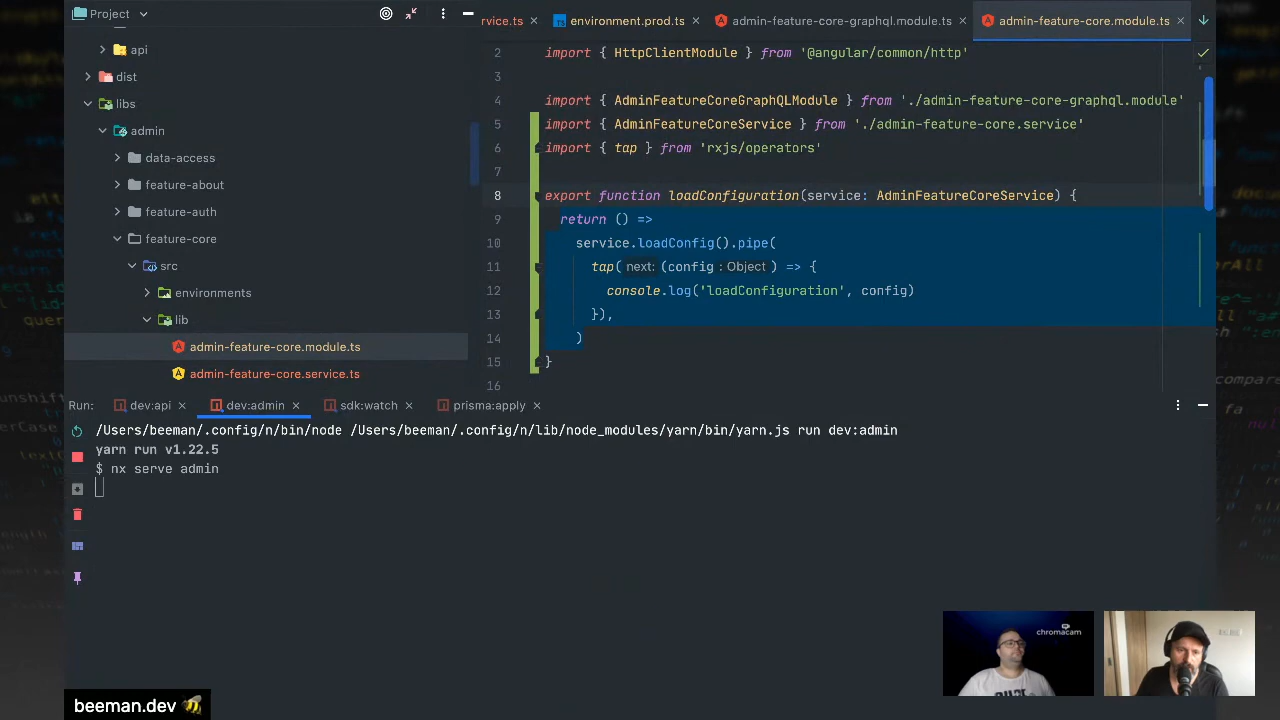 Project
rvice.ts
environment.prod.ts
admin-feature-core-graphql.module.ts
admin-feature-core.module.ts
api
dist
libs
admin
data-access
feature-about
feature-auth
feature-core
src
environments
lib
admin-feature-core.module.ts
admin-feature-core.service.ts
2 import { HttpClientModule } from '@angular/common/http'
3
4 import { AdminFeatureCoreGraphQLModule } from './admin-feature-core-graphql.module'
5 import { AdminFeatureCoreService } from './admin-feature-core.service'
6 import { tap } from 'rxjs/operators'
7
8 export function loadConfiguration(service: AdminFeatureCoreService) {
9 return () =>
10 service.loadConfig().pipe(
11 tap( next: (config : Object ) => {
12 console.log('loadConfiguration', config)
13 }),
14 )
15 }
16
Run:
dev:api
dev:admin
sdk:watch
prisma:apply
/Users/beeman/.config/n/bin/node /Users/beeman/.config/n/lib/node_modules/yarn/bin/yarn.js run dev:admin
yarn run v1.22.5
$ nx serve admin
chromacam
beeman.dev